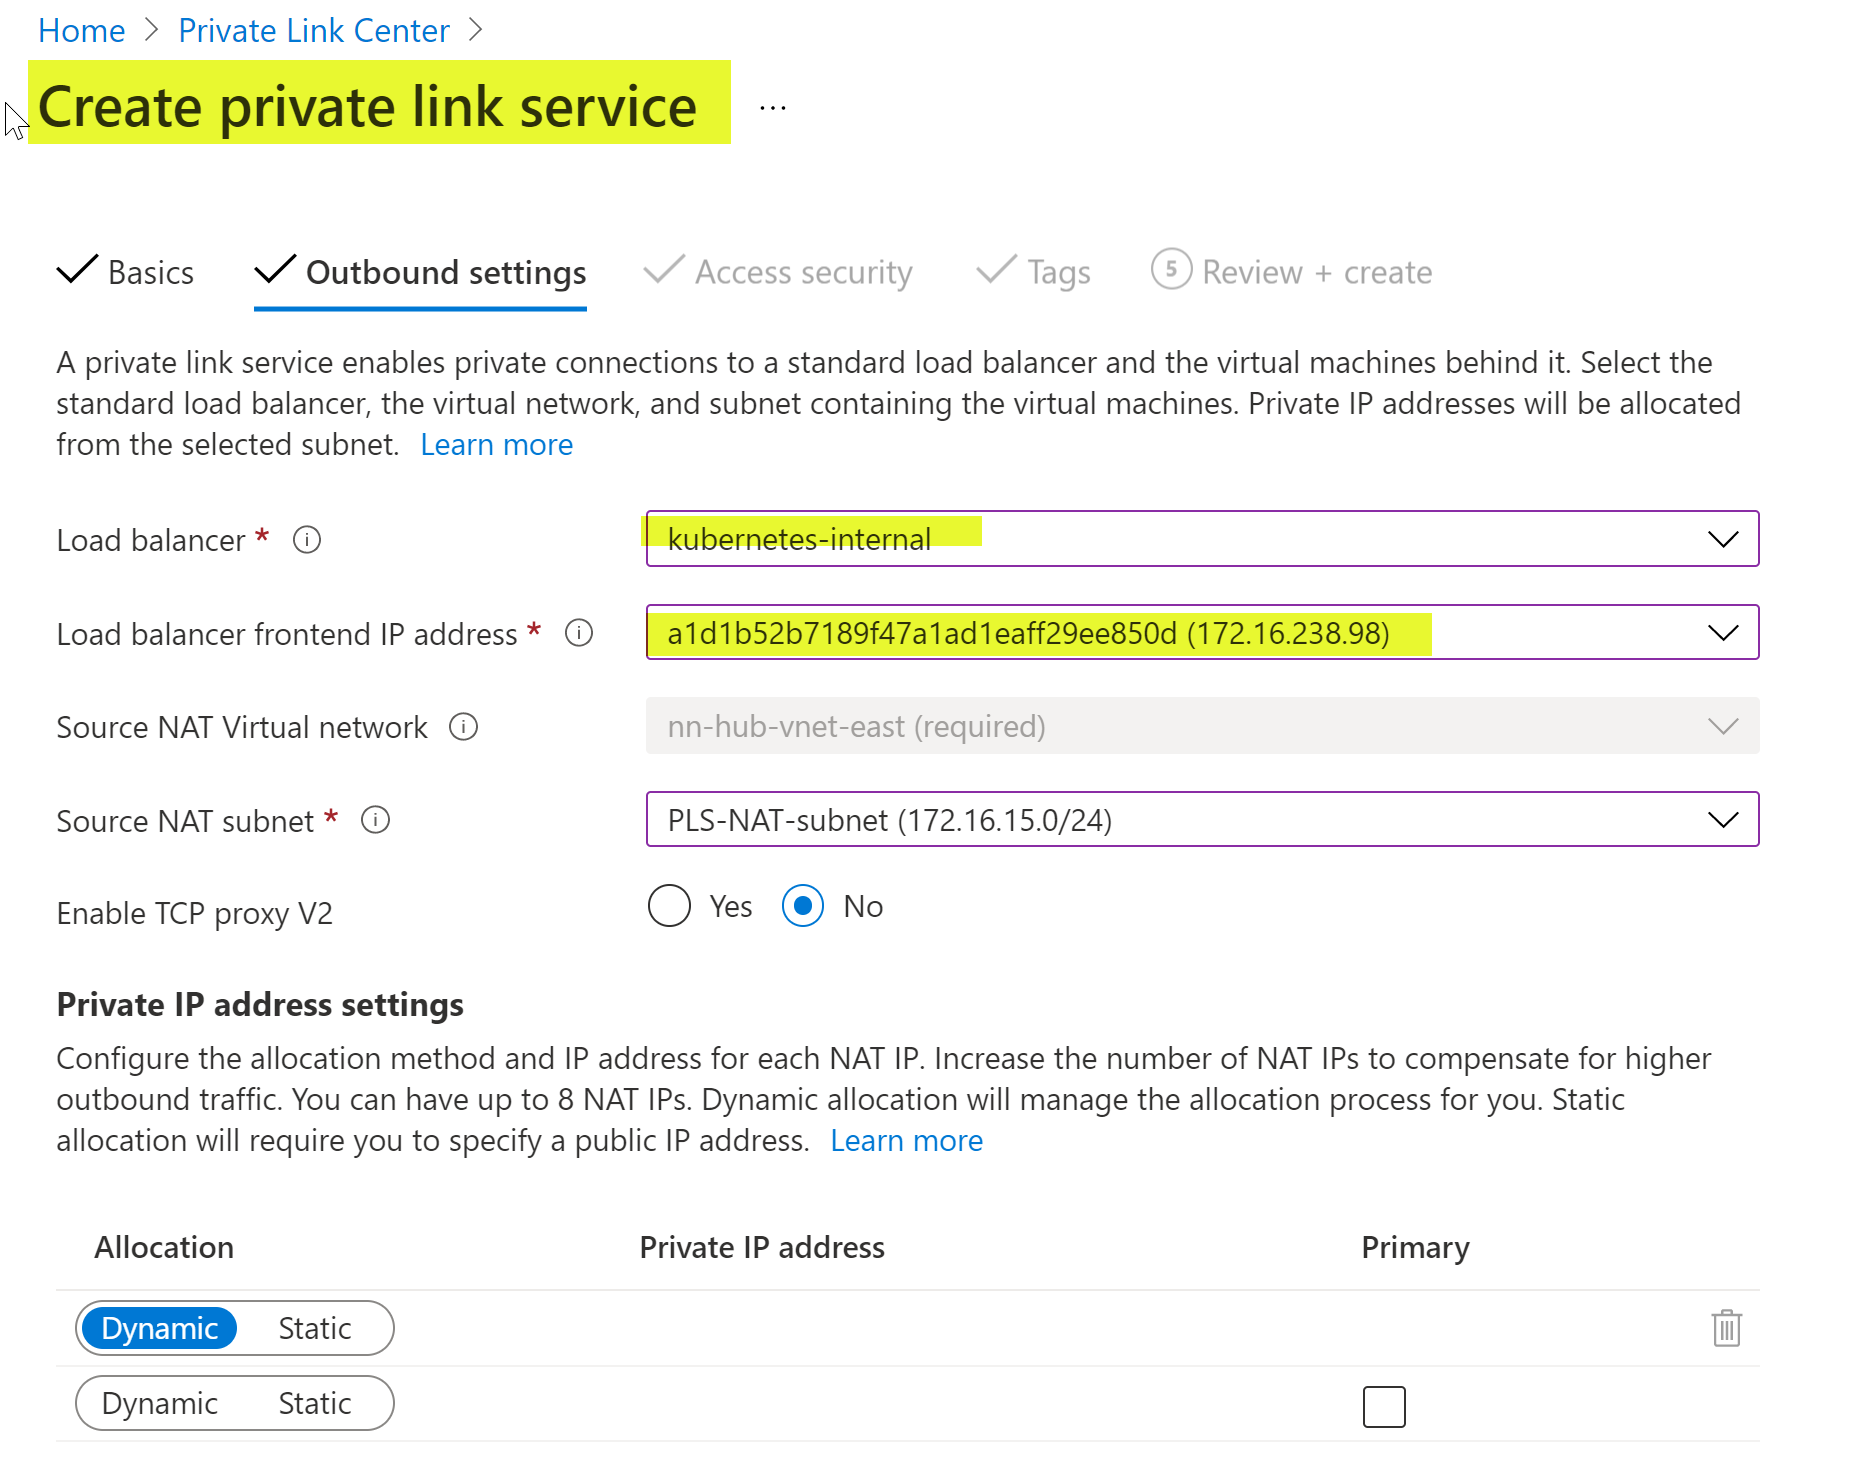 Home > Private Link Center >
Create private link service ...
Basics Outbound settings Access security Tags 5 Review + create
A private link service enables private connections to a standard load balancer and the virtual machines behind it. Select the
standard load balancer, the virtual network, and subnet containing the virtual machines. Private IP addresses will be allocated
from the selected subnet. Learn more
Load balancer * kubernetes-internal
Load balancer frontend IP address * a1d1b52b7189f47a1ad1eaff29ee850d (172.16.238.98)
Source NAT Virtual network nn-hub-vnet-east (required)
Source NAT subnet * PLS-NAT-subnet (172.16.15.0/24)
Enable TCP proxy V2 Yes No
Private IP address settings
Configure the allocation method and IP address for each NAT IP. Increase the number of NAT IPs to compensate for higher
outbound traffic. You can have up to 8 NAT IPs. Dynamic allocation will manage the allocation process for you. Static
allocation will require you to specify a public IP address. Learn more
Allocation Private IP address Primary
Dynamic Static
Dynamic Static